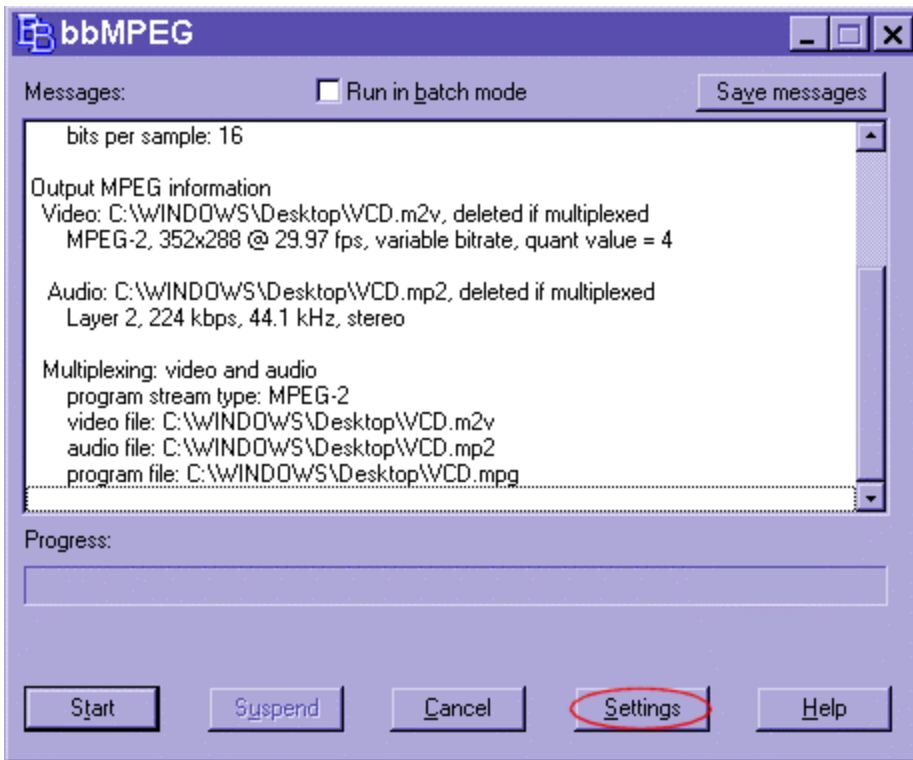 bbMPEG
Messages:
Run in batch mode
Save messages
bits per sample: 16
Output MPEG information
Video: C:\WINDOWS\Desktop\VCD.m2v, deleted if multiplexed
MPEG-2, 352x288 @ 29.97 fps, variable bitrate, quant value = 4
Audio: C:\WINDOWS\Desktop\VCD.mp2, deleted if multiplexed
Layer 2, 224 kbps, 44.1 kHz, stereo
Multiplexing: video and audio
program stream type: MPEG-2
video file: C:\WINDOWS\Desktop\VCD.m2v
audio file: C:\WINDOWS\Desktop\VCD.mp2
program file: C:\WINDOWS\Desktop\VCD.mpg
Progress:
Start
Suspend
Cancel
Settings
Help